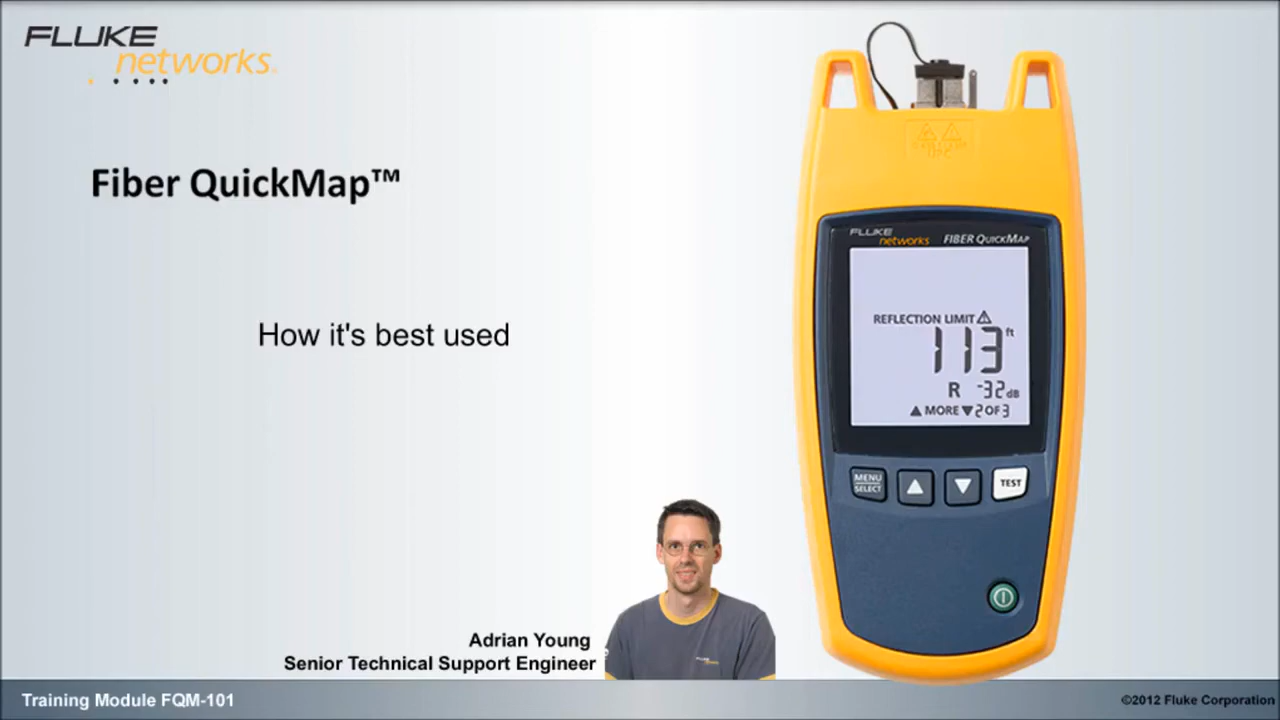 FLUKE
networks.
Fiber QuickMap™
How it's best used
FLUKE
networks
FIBER QUICKMAP
REFLECTION LIMIT
113 ft
R -32 dB
MORE 2 OF 3
MENU
SELECT
TEST
Adrian Young
Senior Technical Support Engineer
Training Module FQM-101
©2012 Fluke Corporation